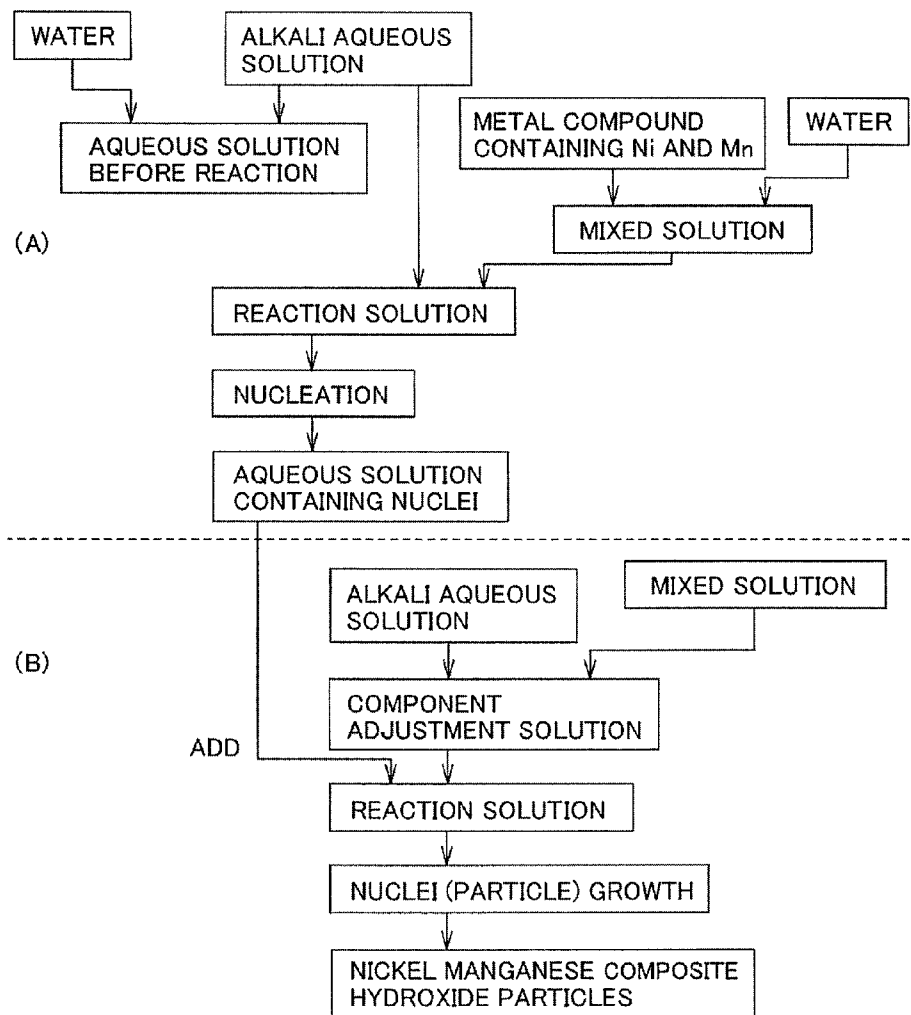 WATER
ALKALI AQUEOUS
SOLUTION
AQUEOUS SOLUTION
BEFORE REACTION
METAL COMPOUND
CONTAINING Ni AND Mn
WATER
(A)
MIXED SOLUTION
REACTION SOLUTION
NUCLEATION
AQUEOUS SOLUTION
CONTAINING NUCLEI
ALKALI AQUEOUS
SOLUTION
MIXED SOLUTION
(B)
COMPONENT
ADJUSTMENT SOLUTION
ADD
REACTION SOLUTION
NUCLEI (PARTICLE) GROWTH
NICKEL MANGANESE COMPOSITE
HYDROXIDE PARTICLES